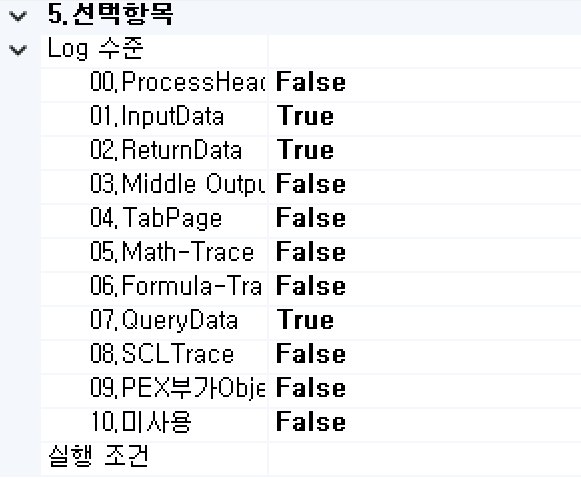 5.선택항목
Log 수준
00.ProcessHead False
01.InputData True
02.ReturnData True
03.Middle Outpu False
04.TabPage False
05.Math-Trace False
06.Formula-Tra False
07.QueryData True
08.SCLTrace False
09.PEX부가Obje False
10.미사용 False
실행 조건